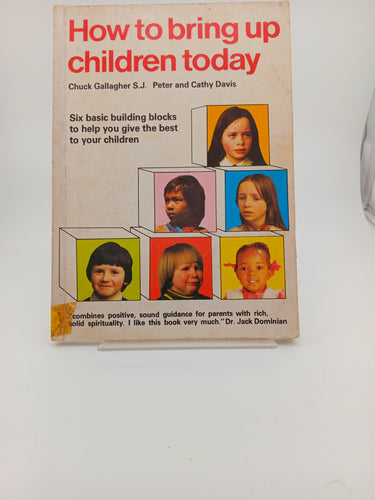 How to bring up
children today
Chuck Gallagher S.J. Peter and Cathy Davis
Six basic building blocks
to help you give the best
to your children
combines positive, sound guidance for parents with rich,
solid spirituality. I like this book very much." Dr. Jack Dominian